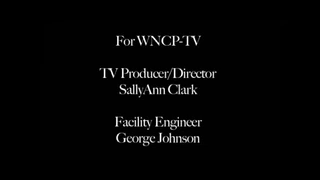 For WNCP-TV
TV Producer/Director
SallyAnn Clark
Facility Engineer
George Johnson